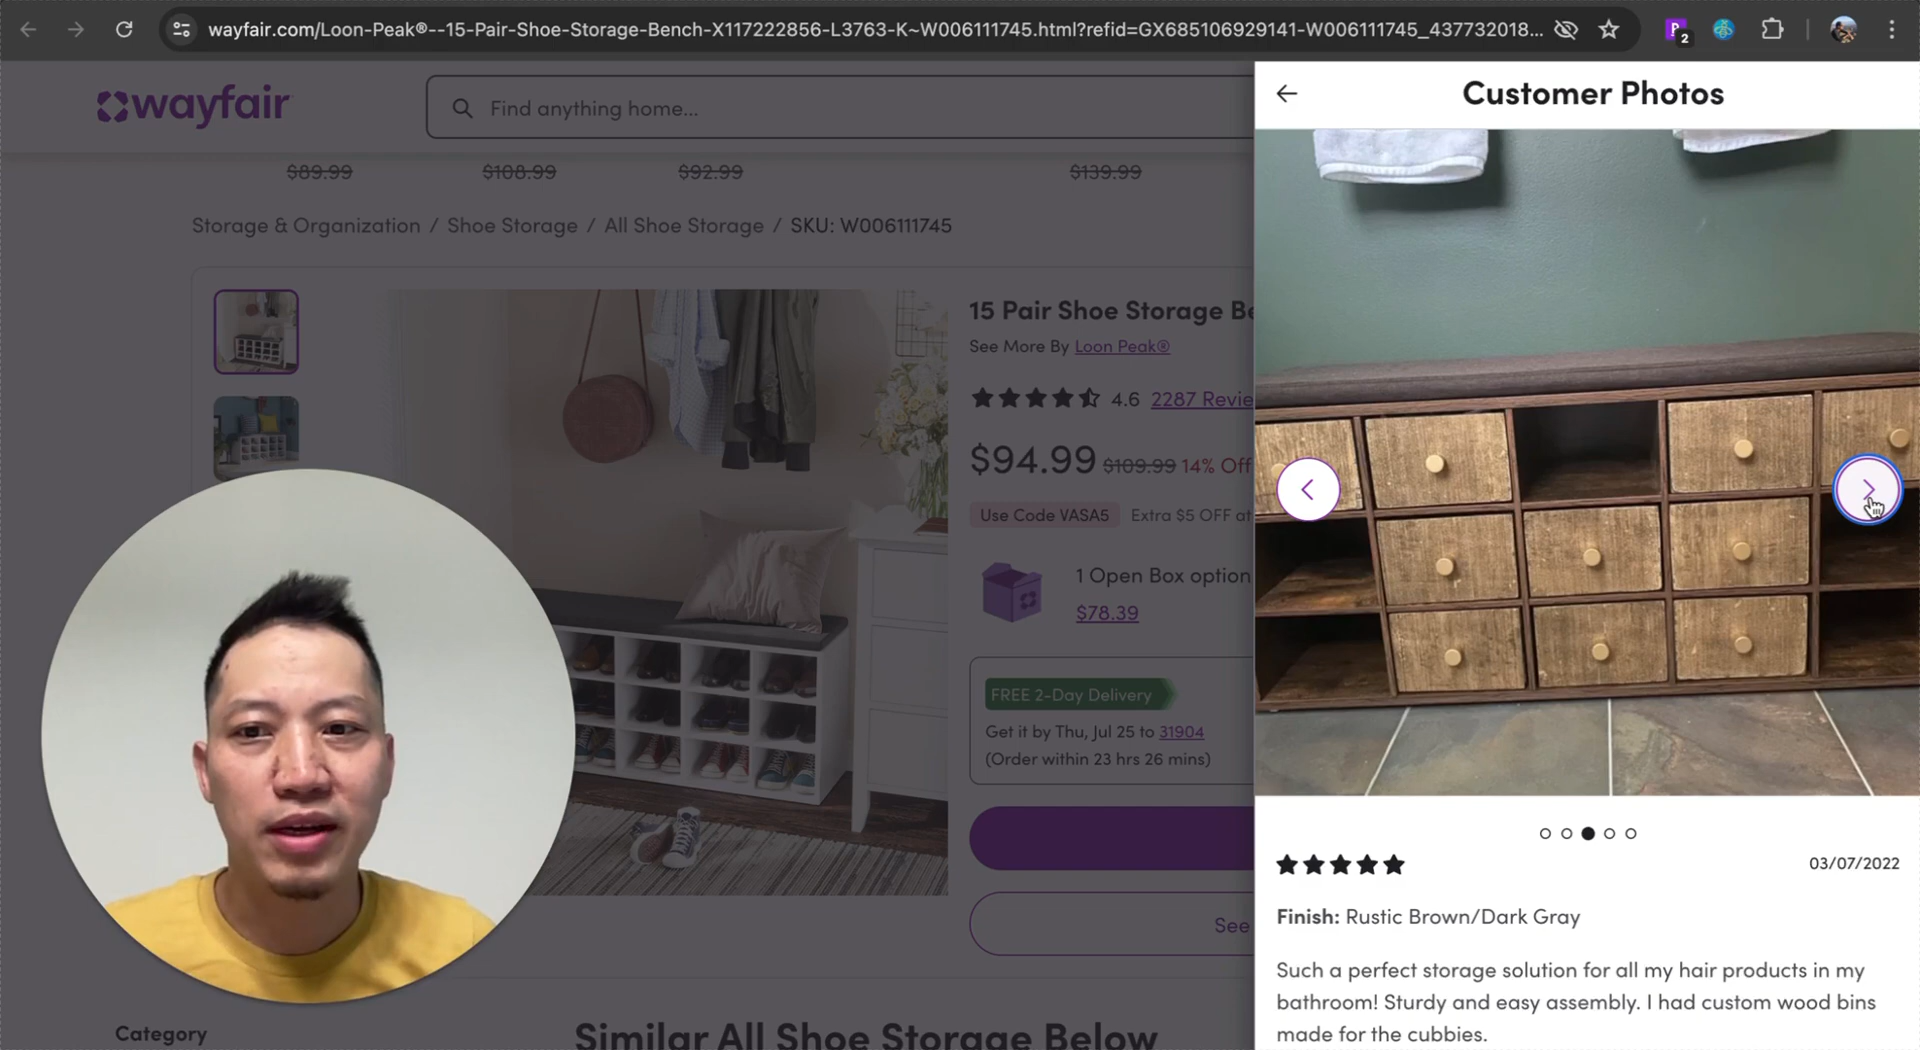 wayfair.com/Loon-Peak®--15-Pair-Shoe-Storage-Bench-X117222856-L3763-K~W006111745.html?refid=GX685106929141-W006111745_437732018...
P
2
wayfair
Find anything home...
$89.99 $108.99 $92.99 $139.99
Storage & Organization / Shoe Storage / All Shoe Storage / SKU: W006111745
15 Pair Shoe Storage Be
See More By Loon Peak®
4.6 2287 Revie
$94.99 $109.99 14% Off
Use Code VASA5 Extra $5 OFF at
1 Open Box option
$78.39
FREE 2-Day Delivery
Get it by Thu, Jul 25 to 31904
(Order within 23 hrs 26 mins)
See
Category
Similar All Shoe Storage Below
Customer Photos
03/07/2022
Finish: Rustic Brown/Dark Gray
Such a perfect storage solution for all my hair products in my
bathroom! Sturdy and easy assembly. I had custom wood bins
made for the cubbies.